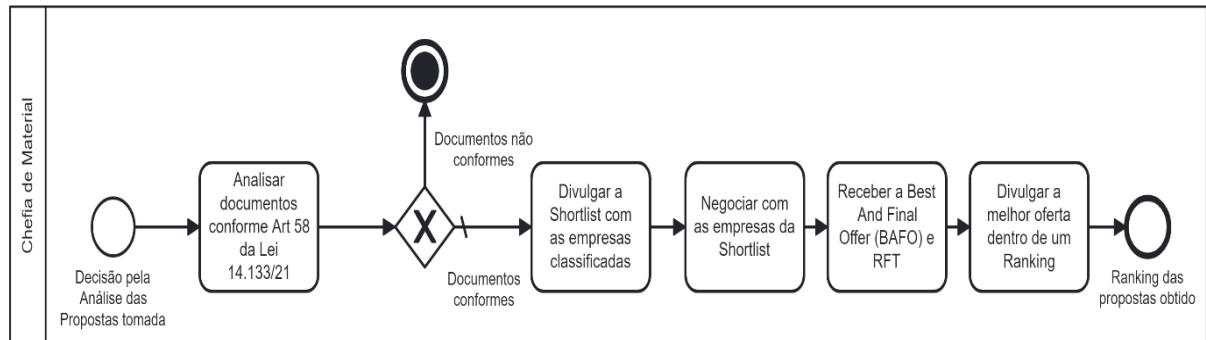 Chefia de Material
Decisão pela
Análise das
Propostas tomada
Analisar
documentos
conforme Art 58
da Lei
14.133/21
X
Documentos não
conformes
Documentos
conformes
Divulgar a
Shortlist com
as empresas
classificadas
Negociar com
as empresas da
Shortlist
Receber a Best
And Final
Offer (BAFO) e
RFT
Divulgar a
melhor oferta
dentro de um
Ranking
Ranking das
propostas obtido